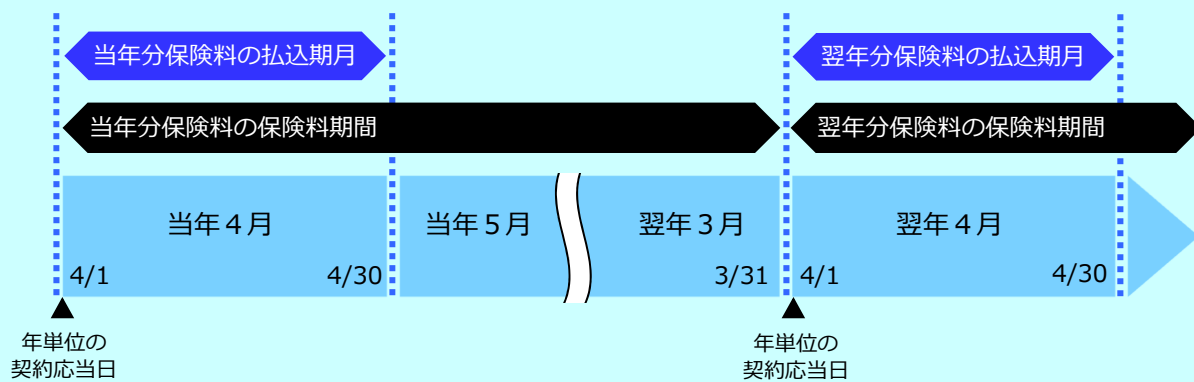 当年分保険料の払込期月
翌年分保険料の払込期月
当年分保険料の保険料期間
翌年分保険料の保険料期間
当年４月
当年５月
翌年３月
翌年４月
4/1
4/30
3/31
4/1
4/30
年単位の
契約応当日
年単位の
契約応当日